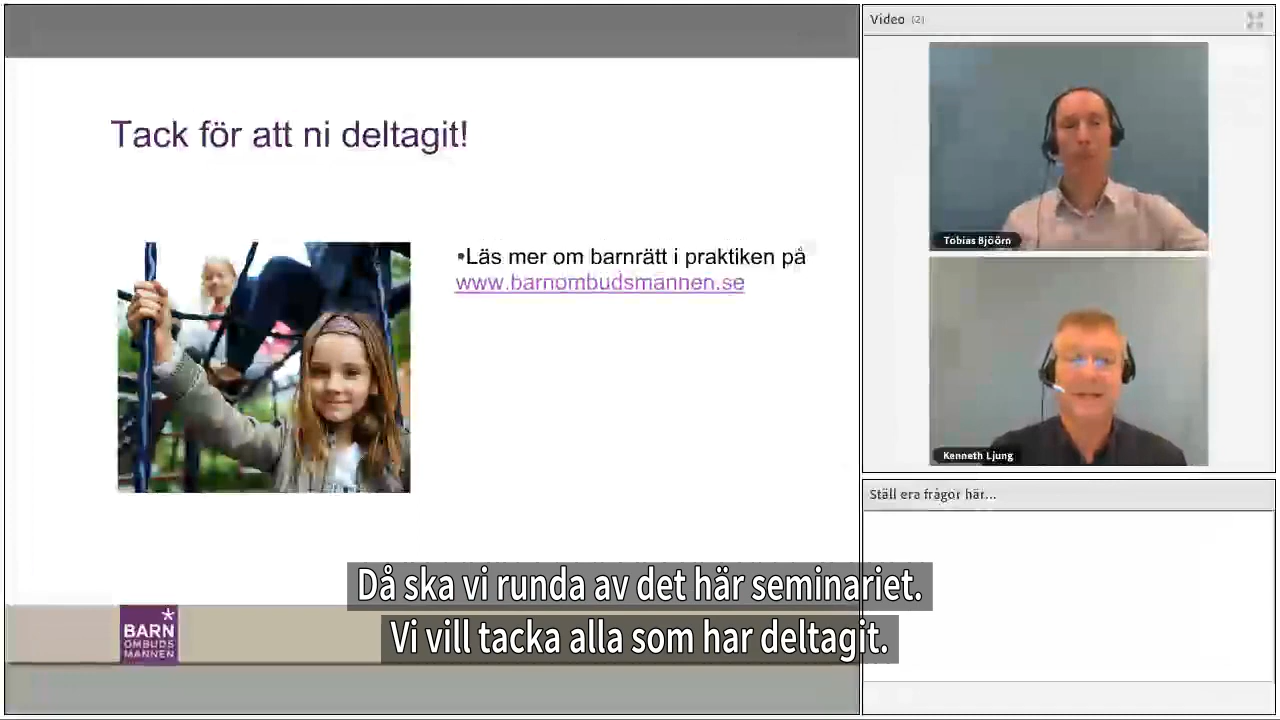 Tack för att ni deltagit!
•Läs mer om barnrätt i praktiken på
www.barnombudsmannen.se
BARN
OMBUDS
MANNEN
Video (2)
Tobias Bjöörn
Kenneth Ljung
Ställ era frågor här...
Då ska vi runda av det här seminariet.
Vi vill tacka alla som har deltagit.